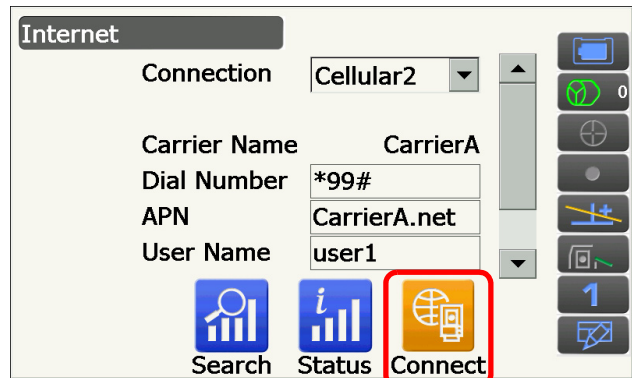 Internet
Connection Cellular2
0
Carrier Name CarrierA
Dial Number *99#
APN CarrierA.net
User Name user1
1
Search Status Connect